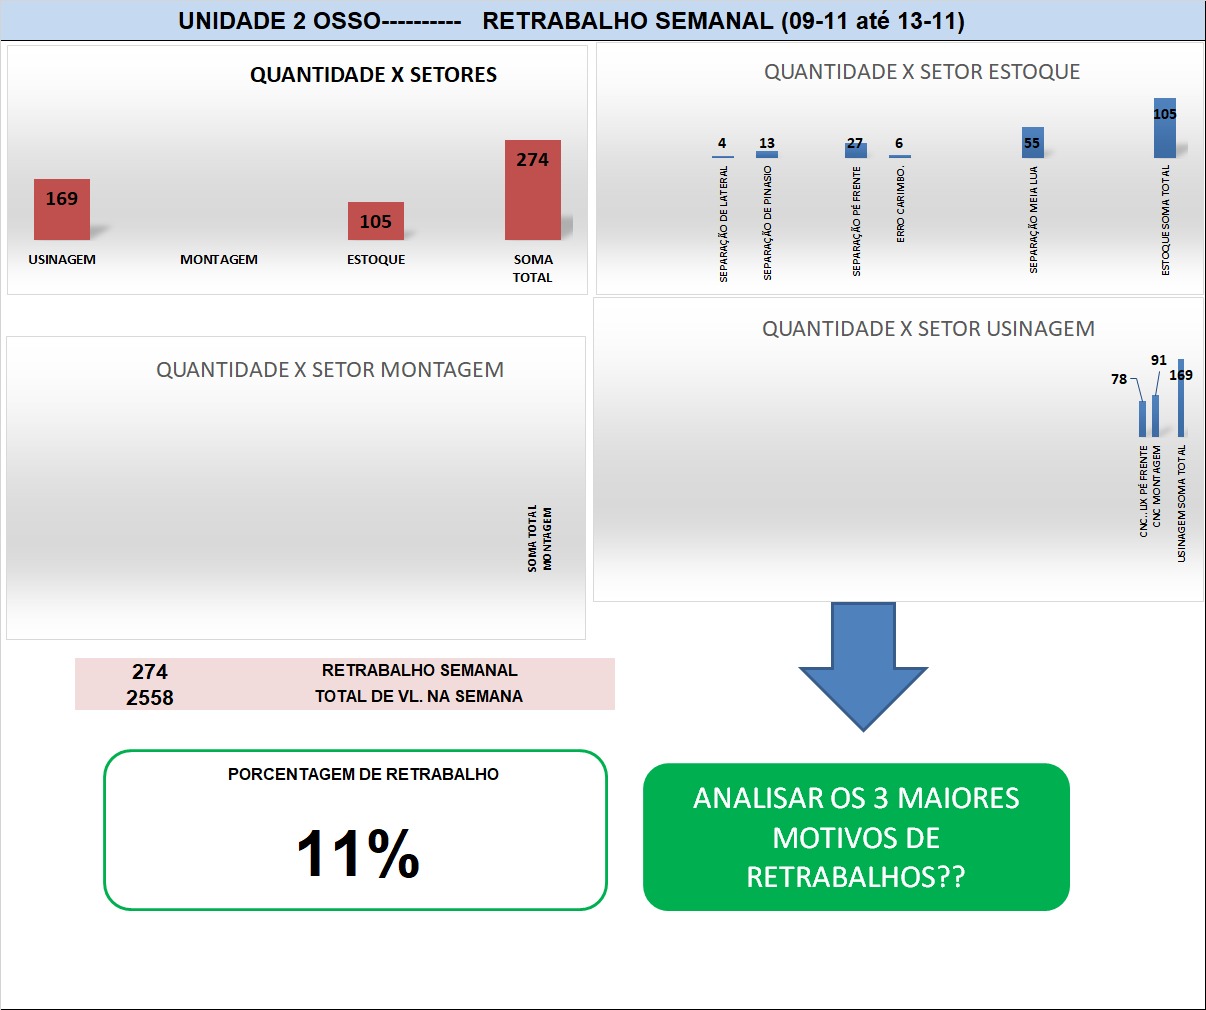 UNIDADE 2 OSSO---------- RETRABALHO SEMANAL (09-11 até 13-11)
QUANTIDADE X SETORES
169
105
274
USINAGEM
MONTAGEM
ESTOQUE
SOMA
TOTAL
QUANTIDADE X SETOR ESTOQUE
4
13
27
6
55
105
SEPARAÇÃO DE LATERAL
SEPARAÇÃO DE PINASIO
SEPARAÇÃO PÉ FRENTE
ERRO CARIMBO.
SEPARAÇÃO MEIA LUA
ESTOQUE SOMA TOTAL
QUANTIDADE X SETOR MONTAGEM
SOMA TOTAL
MONTAGEM
QUANTIDADE X SETOR USINAGEM
78
91
169
CNC..LIX PÉ FRENTE
CNC MONTAGEM
USINAGEM SOMA TOTAL
274 RETRABALHO SEMANAL
2558 TOTAL DE VL. NA SEMANA
PORCENTAGEM DE RETRABALHO
11%
ANALISAR OS 3 MAIORES
MOTIVOS DE
RETRABALHOS??